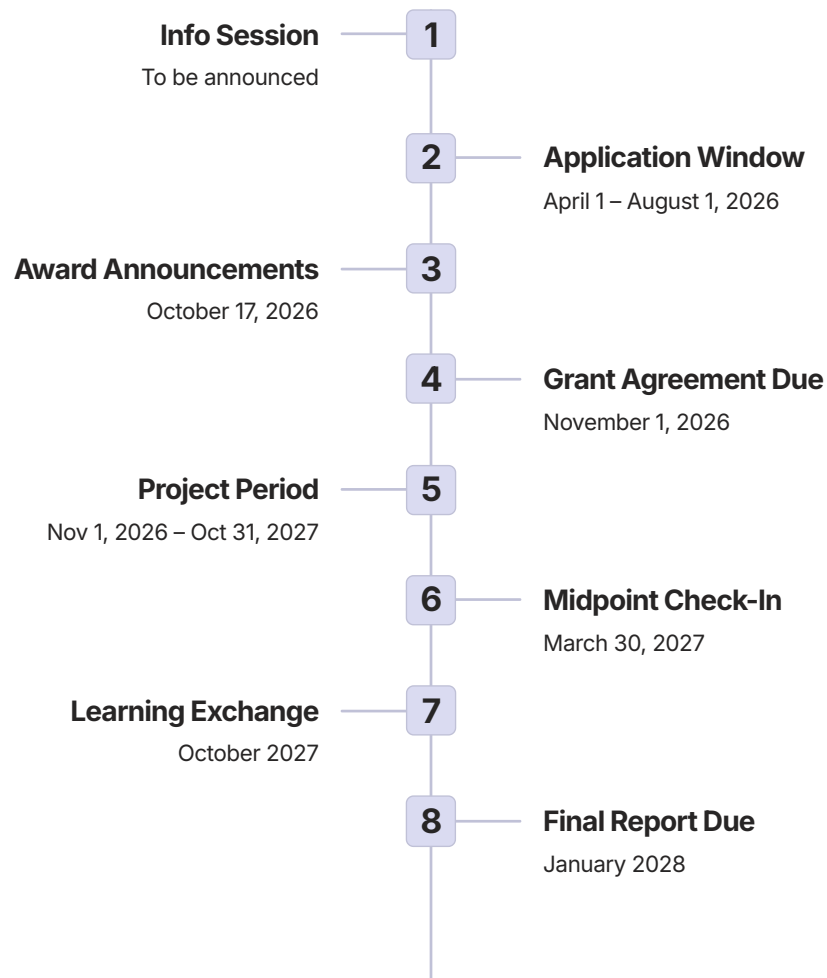 1
Info Session
To be announced
2
Application Window
April 1 – August 1, 2026
3
Award Announcements
October 17, 2026
4
Grant Agreement Due
November 1, 2026
5
Project Period
Nov 1, 2026 – Oct 31, 2027
6
Midpoint Check-In
March 30, 2027
7
Learning Exchange
October 2027
8
Final Report Due
January 2028